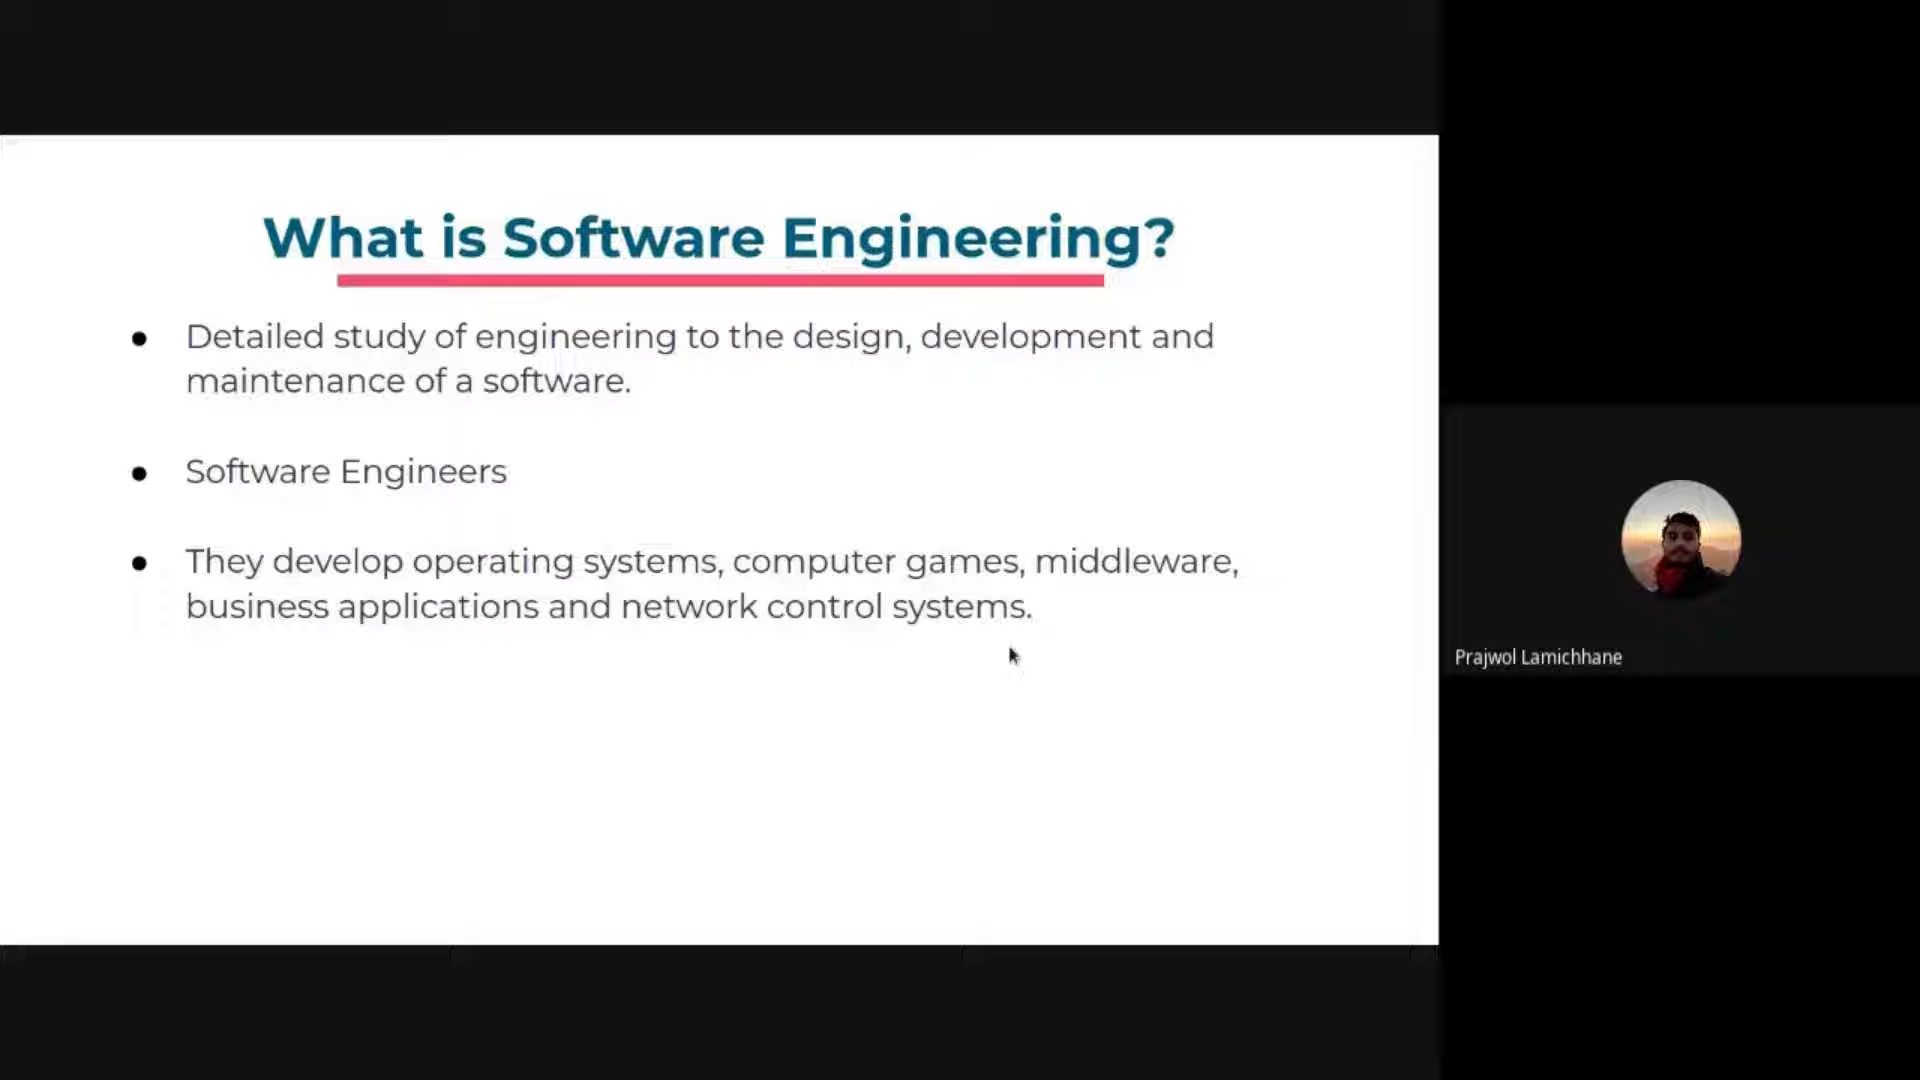 What is Software Engineering?
● Detailed study of engineering to the design, development and
maintenance of a software.
● Software Engineers
● They develop operating systems, computer games, middleware,
business applications and network control systems.
Prajwol Lamichhane